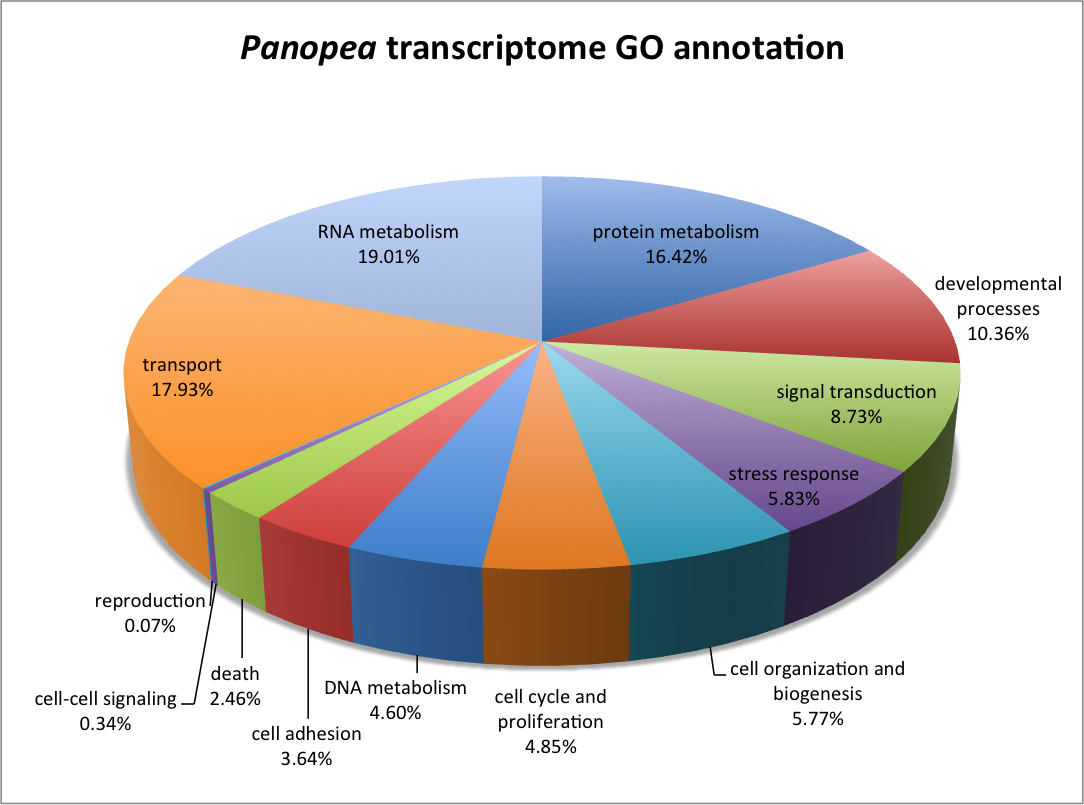 Panopea transcriptome GO annotation
RNA metabolism
19.01%
protein metabolism
16.42%
developmental
processes
10.36%
transport
17.93%
signal transduction
8.73%
stress response
5.83%
reproduction
0.07%
cell-cell signaling
0.34%
death
2.46%
cell adhesion
3.64%
DNA metabolism
4.60%
cell cycle and
proliferation
4.85%
cell organization and
biogenesis
5.77%